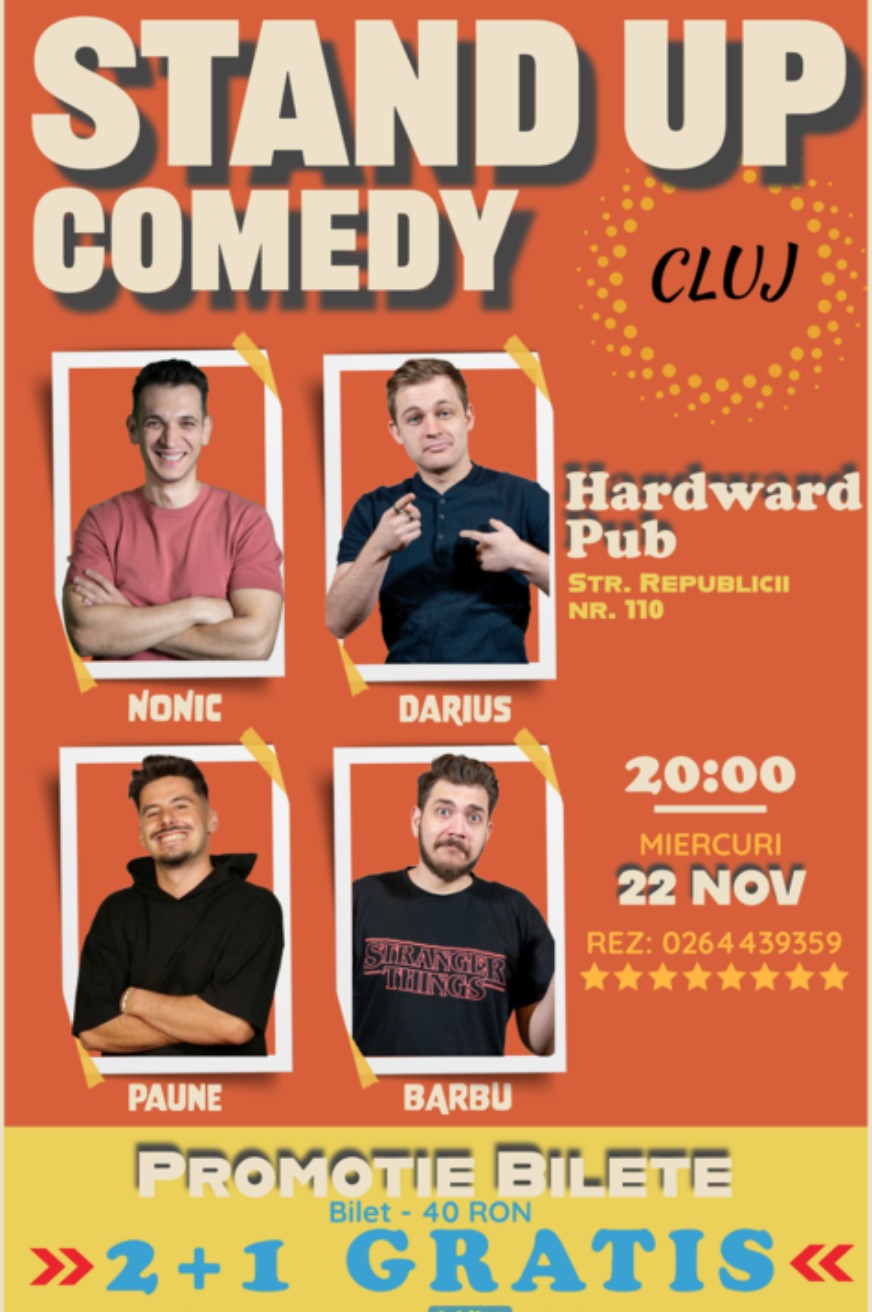 STAND UP
COMEDY
CLUJ
Hardward
Pub
STR. REPUBLICII
NR. 110
NONIC
DARIUS
20:00
MIERCURI
22 NOV
REZ: 0264439359
STRANGER
THINGS
PAUNE
BARBU
PROMOTIE BILETE
Bilet - 40 RON
2+1 GRATIS